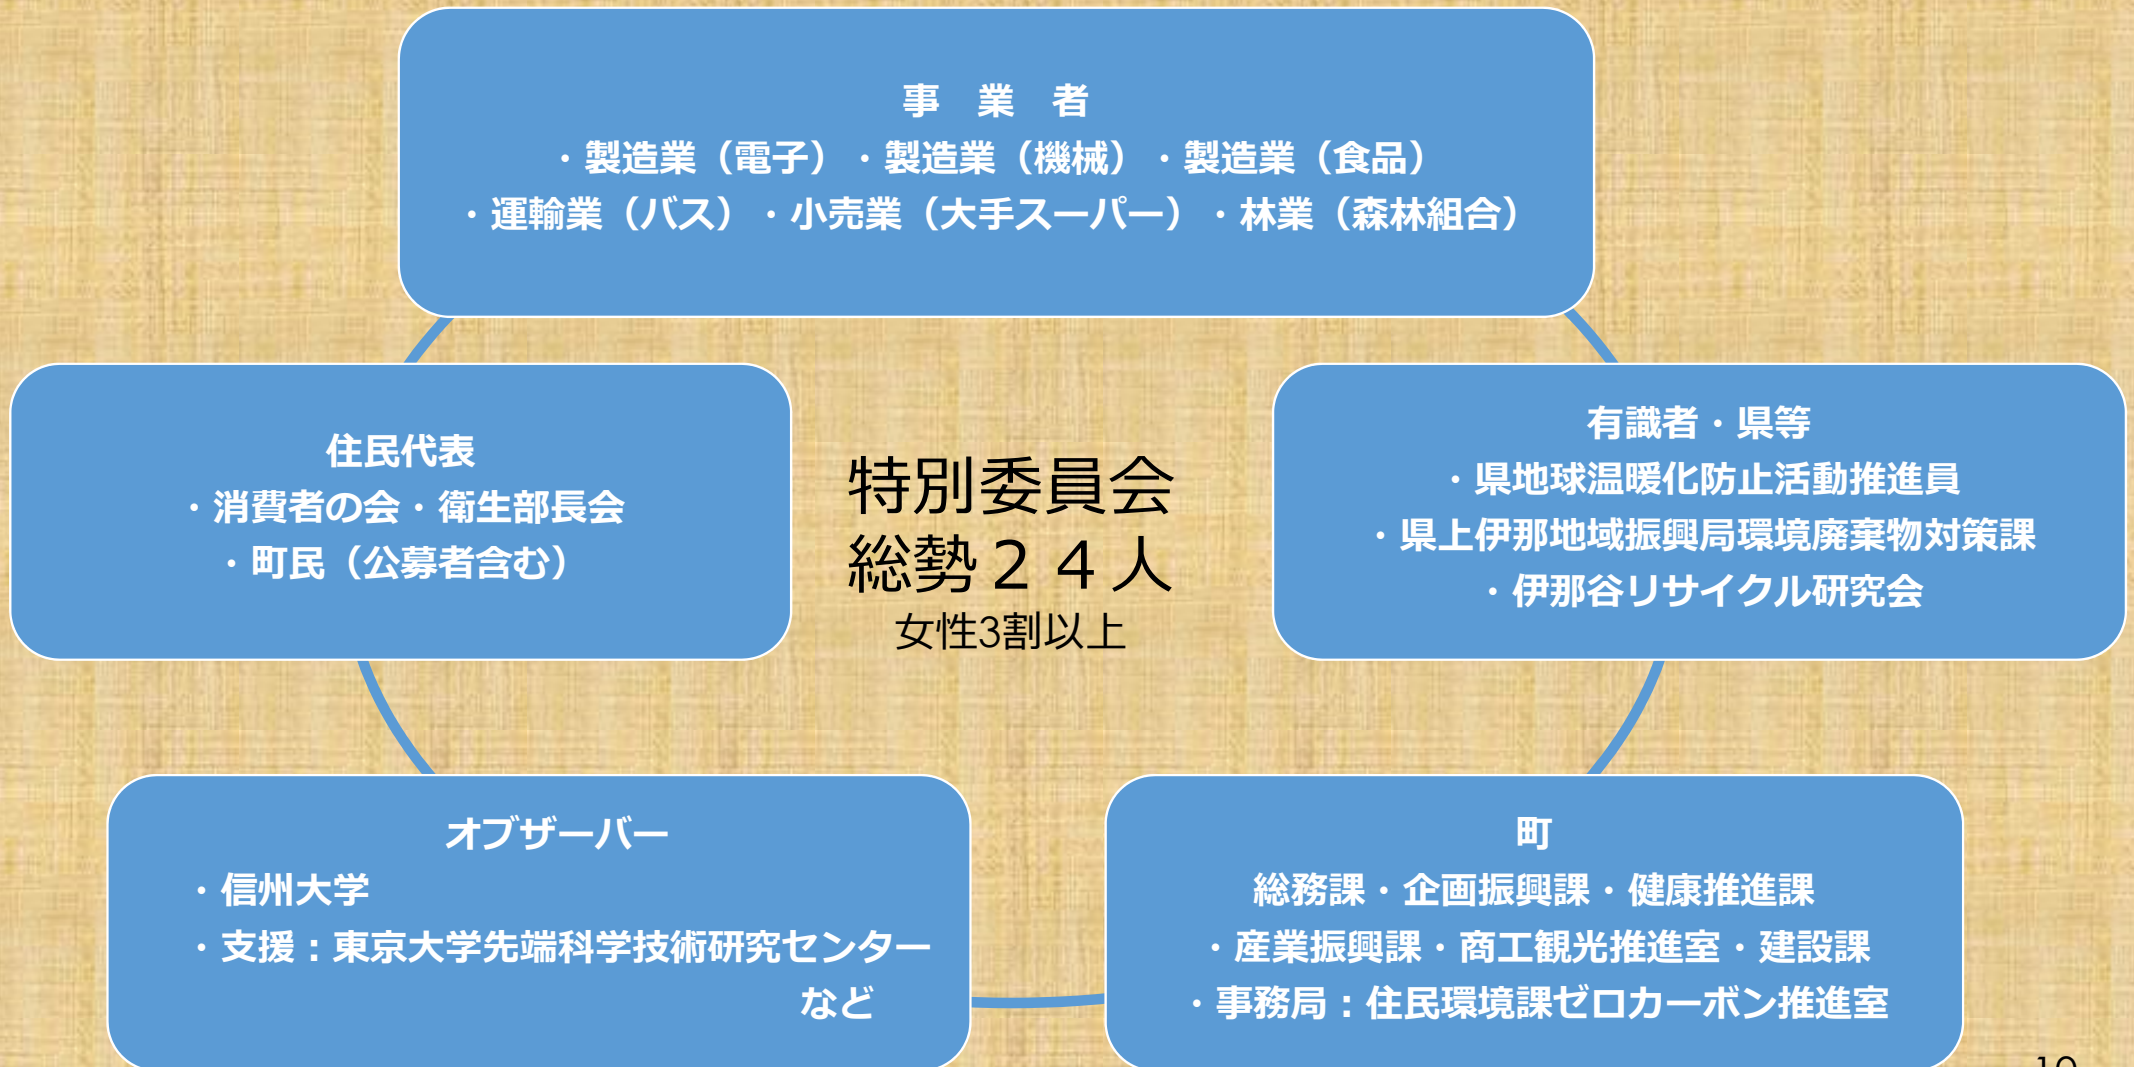 事 業 者
・製造業（電子）・製造業（機械）・製造業（食品）
・運輸業（バス）・小売業（大手スーパー）・林業（森林組合）
住民代表
・消費者の会・衛生部長会
・町民（公募者含む）
特別委員会
総勢２４人
女性3割以上
有識者・県等
・県地球温暖化防止活動推進員
・県上伊那地域振興局環境廃棄物対策課
・伊那谷リサイクル研究会
オブザーバー
・信州大学
・支援：東京大学先端科学技術研究センター
など
町
総務課・企画振興課・健康推進課
・産業振興課・商工観光推進室・建設課
・事務局：住民環境課ゼロカーボン推進室